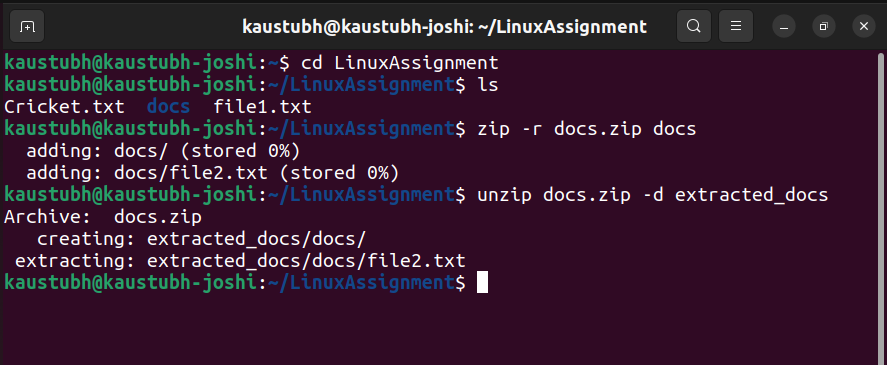 kaustubh@kaustubh-joshi: ~/LinuxAssignment
kaustubh@kaustubh-joshi:~$ cd LinuxAssignment
kaustubh@kaustubh-joshi:~/LinuxAssignment$ ls
Cricket.txt  docs  file1.txt
kaustubh@kaustubh-joshi:~/LinuxAssignment$ zip -r docs.zip docs
  adding: docs/ (stored 0%)
  adding: docs/file2.txt (stored 0%)
kaustubh@kaustubh-joshi:~/LinuxAssignment$ unzip docs.zip -d extracted_docs
Archive:  docs.zip
   creating: extracted_docs/docs/
 extracting: extracted_docs/docs/file2.txt
kaustubh@kaustubh-joshi:~/LinuxAssignment$